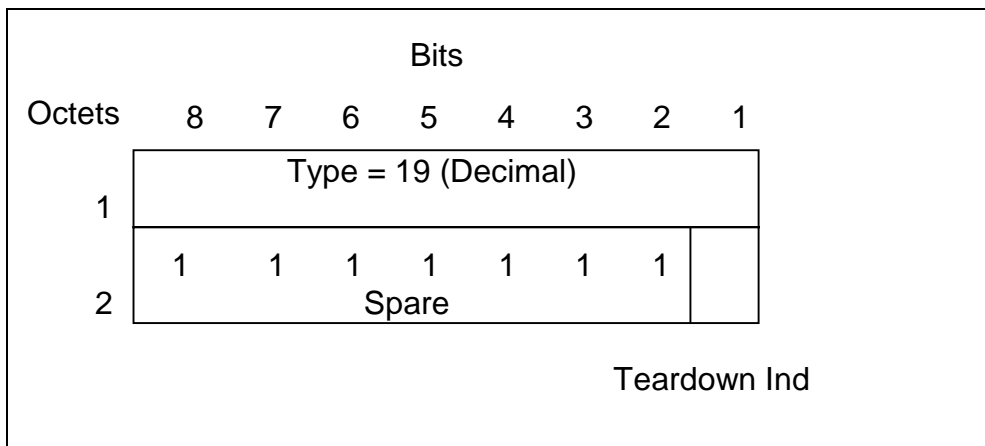 Bits
Octets 8 7 6 5 4 3 2 1
Type = 19 (Decimal)
1
1 1 1 1 1 1 1
2 Spare
Teardown Ind